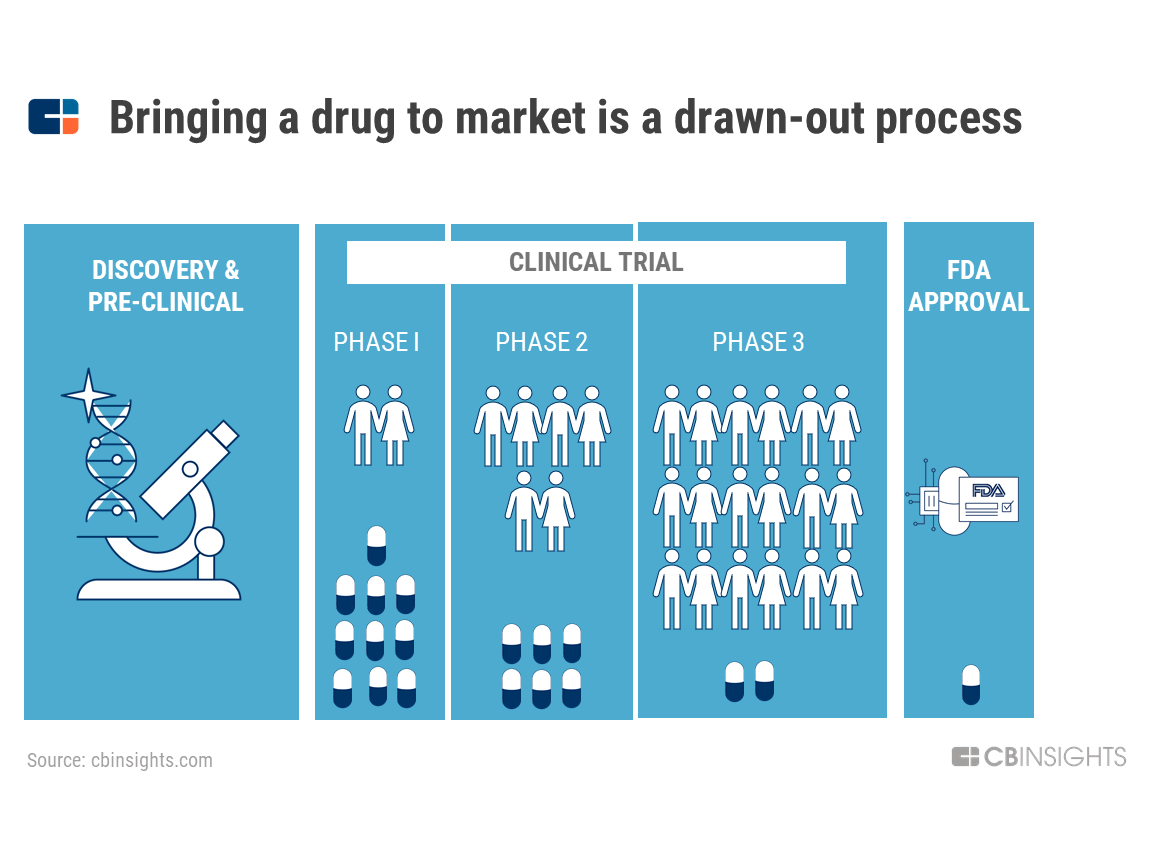 Bringing a drug to market is a drawn-out process
DISCOVERY &
PRE-CLINICAL
CLINICAL TRIAL
PHASE I
PHASE 2
PHASE 3
FDA
APPROVAL
FDA
Source: cbinsights.com
CBINSIGHTS